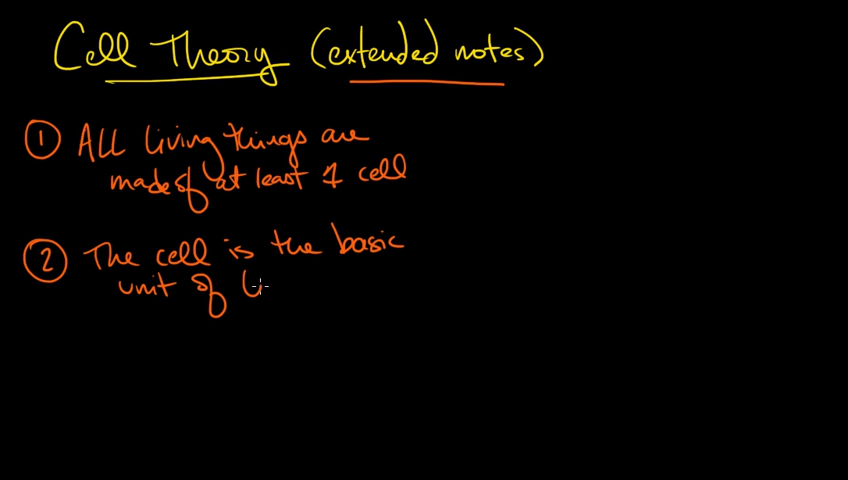 Cell Theory (extended notes)
① ALL living things are
made of at least 1 cell
② The cell is the basic
unit of